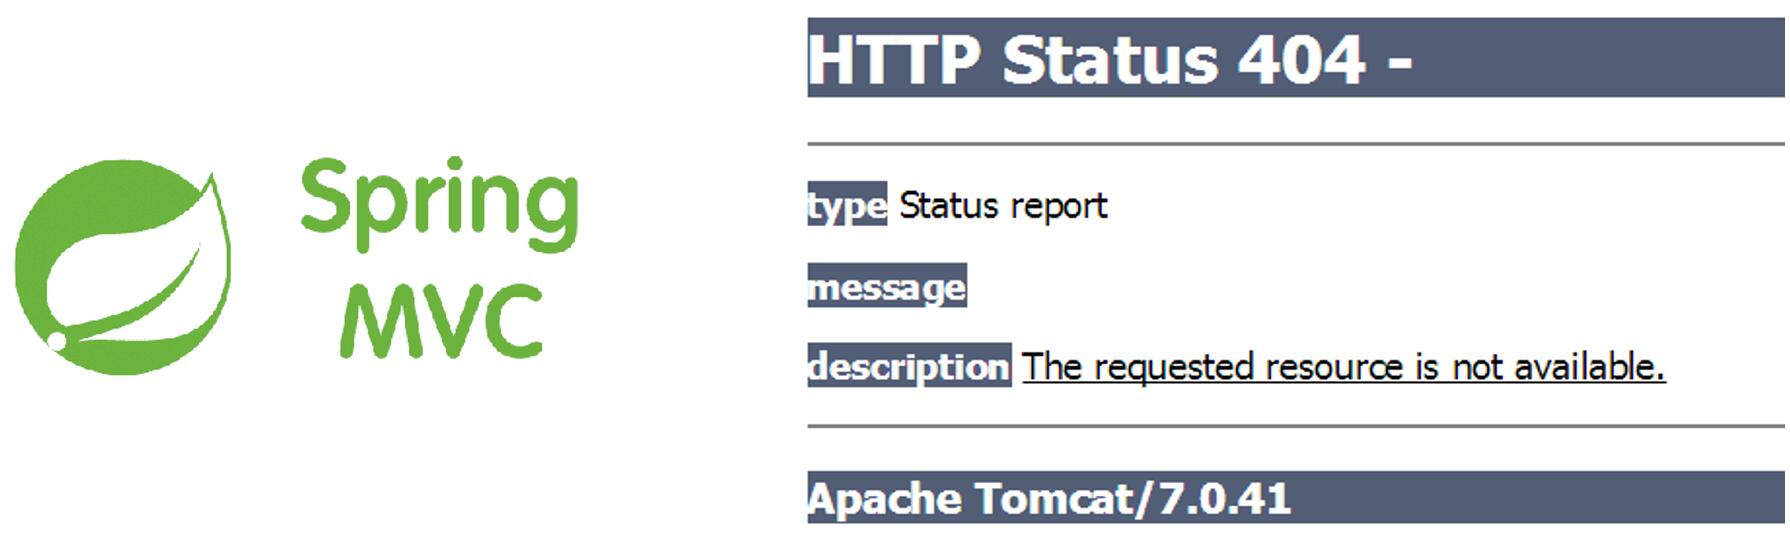 Spring
MVC
HTTP Status 404 -
type Status report
message
description The requested resource is not available.
Apache Tomcat/7.0.41